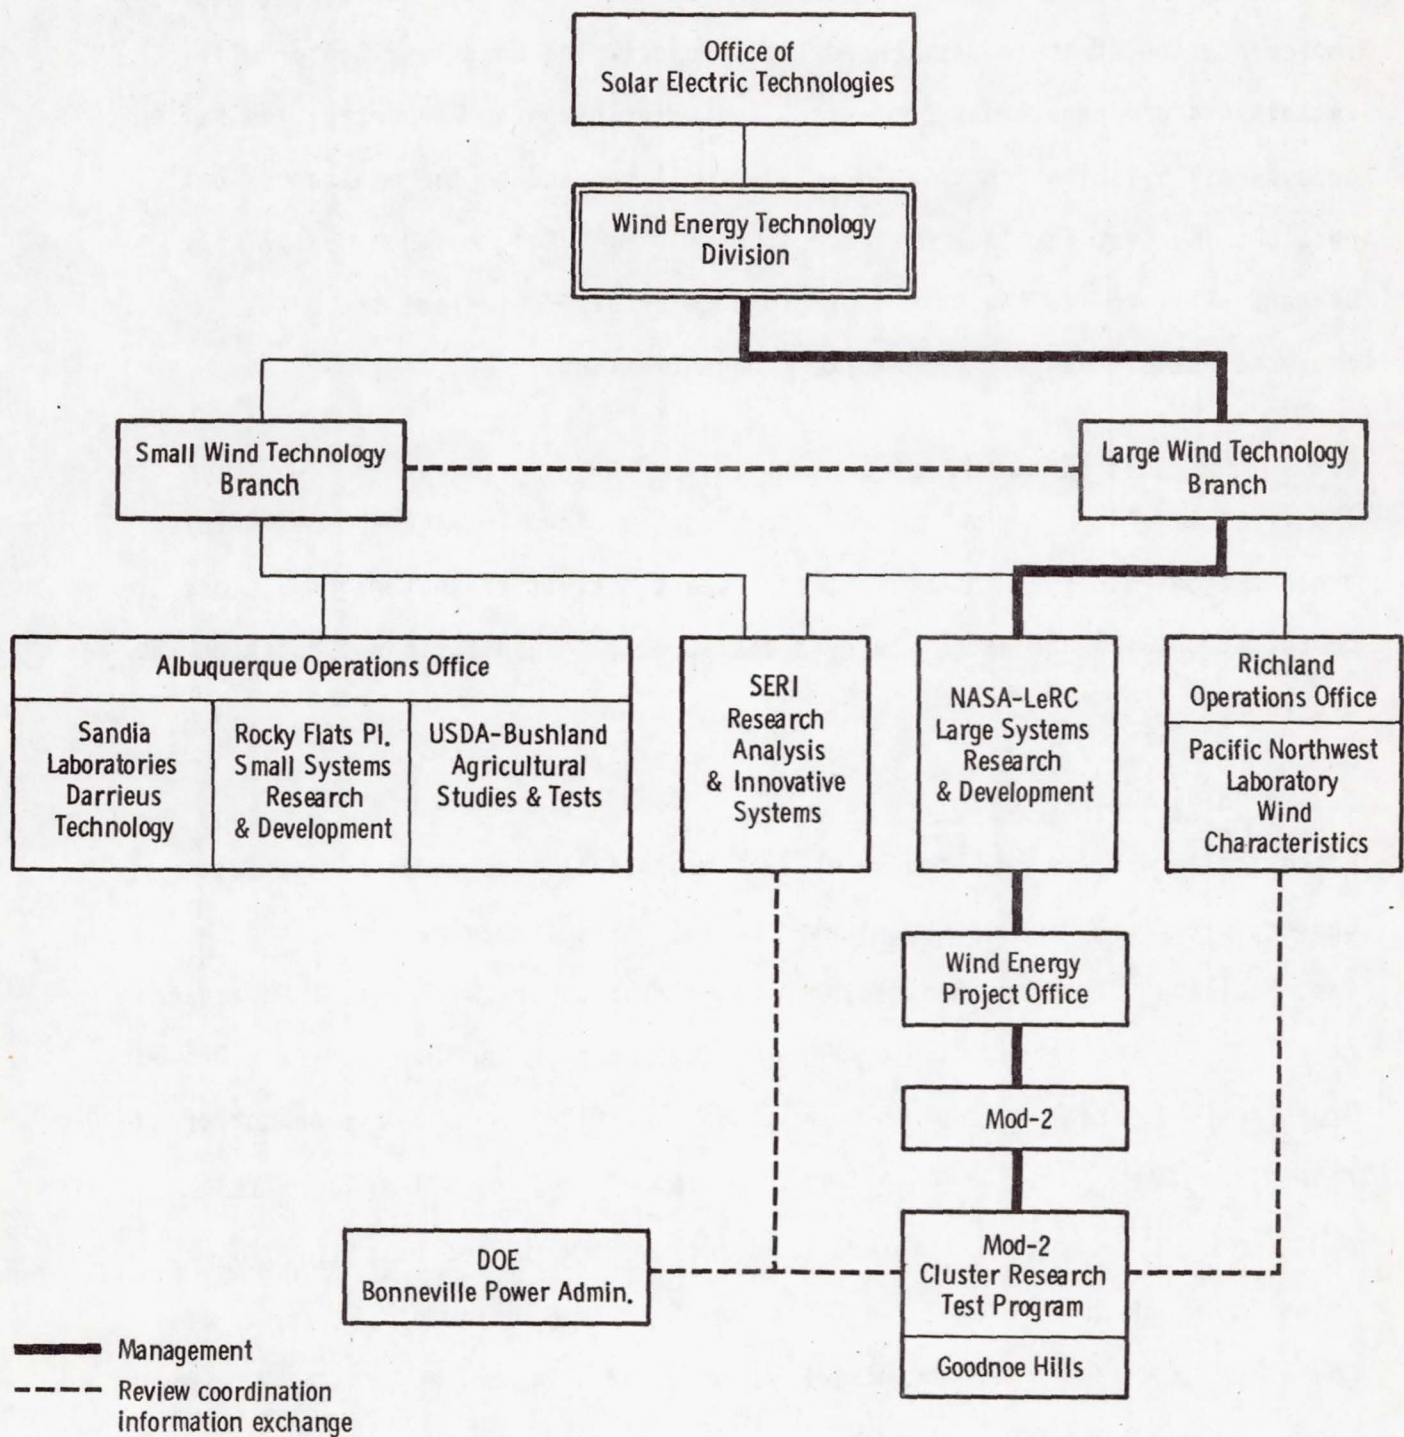 Office of
Solar Electric Technologies
Wind Energy Technology
Division
Small Wind Technology
Branch
Large Wind Technology
Branch
Albuquerque Operations Office
Sandia
Laboratories
Darrieus
Technology
Rocky Flats Pl.
Small Systems
Research
& Development
USDA-Bushland
Agricultural
Studies & Tests
SERI
Research
Analysis
& Innovative
Systems
NASA-LeRC
Large Systems
Research
& Development
Richland
Operations Office
Pacific Northwest
Laboratory
Wind
Characteristics
Wind Energy
Project Office
Mod-2
DOE
Bonneville Power Admin.
Mod-2
Cluster Research
Test Program
Goodnoe Hills
Management
Review coordination
information exchange